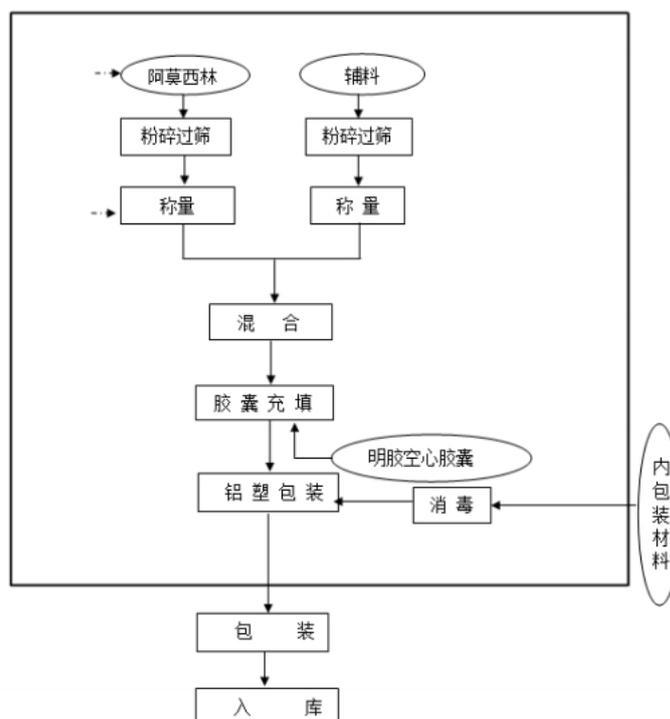 阿莫西林
辅料
粉碎过筛
粉碎过筛
称量
称 量
混 合
胶 囊 充 填
明胶空心胶囊
铝 塑 包 装
消 毒
内
包
装
材
料
包 装
入 库